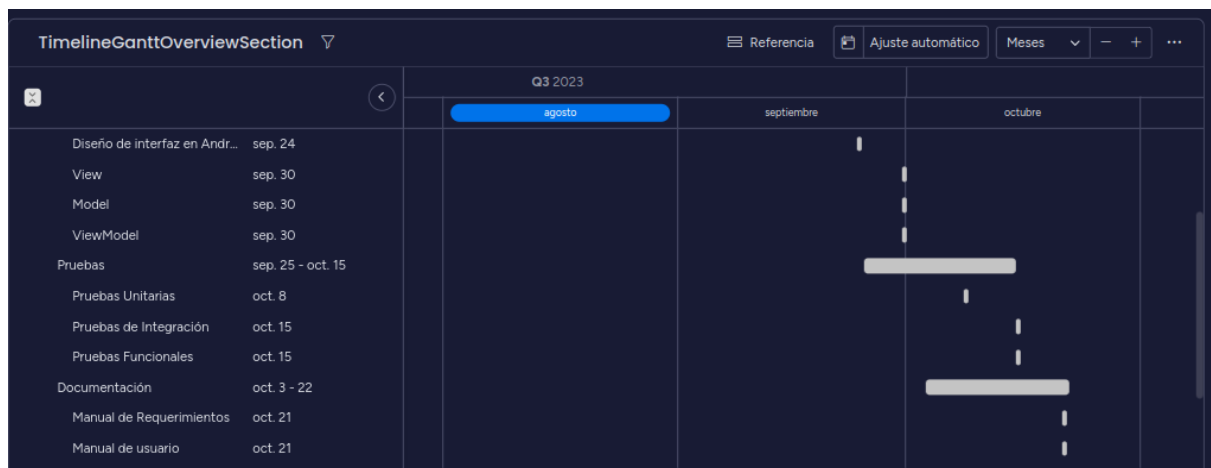 TimelineGanttOverviewSection
Referencia Ajuste automático Meses
Q3 2023
agosto septiembre octubre
Diseño de interfaz en Andr... sep. 24
View sep. 30
Model sep. 30
ViewModel sep. 30
Pruebas sep. 25 - oct. 15
Pruebas Unitarias oct. 8
Pruebas de Integración oct. 15
Pruebas Funcionales oct. 15
Documentación oct. 3 - 22
Manual de Requerimientos oct. 21
Manual de usuario oct. 21